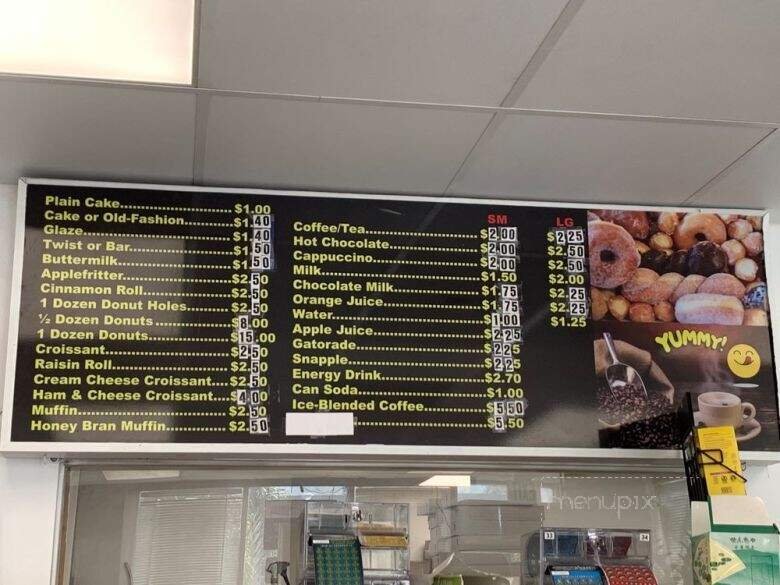 Plain Cake........................ $1.00
Cake or Old-Fashion........... $1.40
Glaze............................... $1.40
Twist or Bar...................... $1.50
Buttermilk........................ $1.50
Applefritter....................... $2.50
Cinnamon Roll................... $2.50
1 Dozen Donut Holes.......... $2.50
½ Dozen Donuts ................ $8.00
1 Dozen Donuts................. $15.00
Croissant.......................... $2.50
Raisin Roll........................ $2.50
Cream Cheese Croissant.... $2.50
Ham & Cheese Croissant.... $4.00
Muffin.............................. $2.50
Honey Bran Muffin............. $2.50
SM LG
Coffee/Tea........................ $2.00 $2.25
Hot Chocolate................... $2.00 $2.50
Cappuccino...................... $2.00 $2.50
Milk................................. $1.50 $2.00
Chocolate Milk.................. $1.75 $2.25
Orange Juice.................... $1.75 $2.25
Water.............................. $1.00 $1.25
Apple Juice...................... $2.25
Gatorade......................... $2.25
Snapple........................... $2.25
Energy Drink.................... $2.70
Can Soda......................... $1.00
Ice-Blended Coffee............ $5.50
........................ $5.50
YUMMY!
menupix
33
34